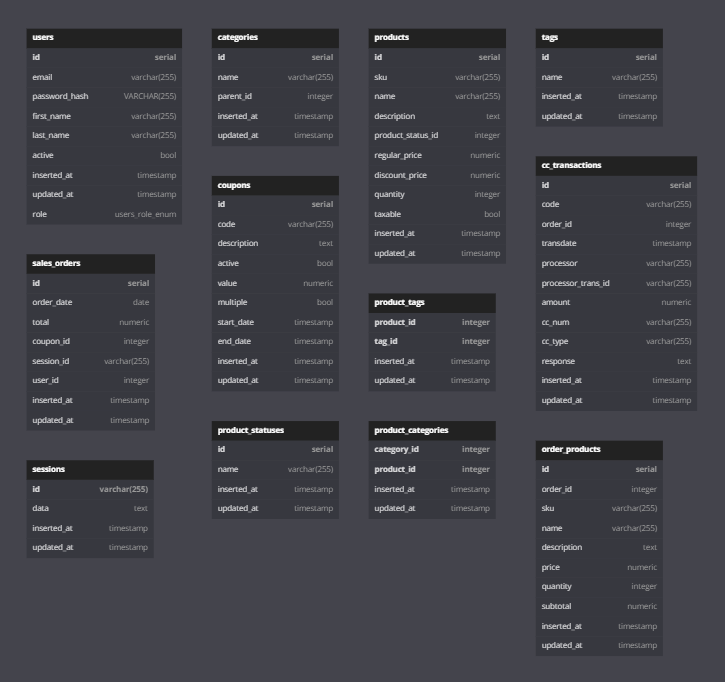 users
id serial
email varchar(255)
password_hash VARCHAR(255)
first_name varchar(255)
last_name varchar(255)
active bool
inserted_at timestamp
updated_at timestamp
role users_role_enum
sales_orders
id serial
order_date date
total numeric
coupon_id integer
session_id varchar(255)
user_id integer
inserted_at timestamp
updated_at timestamp
sessions
id varchar(255)
data text
inserted_at timestamp
updated_at timestamp
categories
id serial
name varchar(255)
parent_id integer
inserted_at timestamp
updated_at timestamp
coupons
id serial
code varchar(255)
description text
active bool
value numeric
multiple bool
start_date timestamp
end_date timestamp
inserted_at timestamp
updated_at timestamp
product_statuses
id serial
name varchar(255)
inserted_at timestamp
updated_at timestamp
products
id serial
sku varchar(255)
name varchar(255)
description text
product_status_id integer
regular_price numeric
discount_price numeric
quantity integer
taxable bool
inserted_at timestamp
updated_at timestamp
product_tags
product_id integer
tag_id integer
inserted_at timestamp
updated_at timestamp
product_categories
category_id integer
product_id integer
inserted_at timestamp
updated_at timestamp
tags
id serial
name varchar(255)
inserted_at timestamp
updated_at timestamp
cc_transactions
id serial
code varchar(255)
order_id integer
transdate timestamp
processor varchar(255)
processor_trans_id varchar(255)
amount numeric
cc_num varchar(255)
cc_type varchar(255)
response text
inserted_at timestamp
updated_at timestamp
order_products
id serial
order_id integer
sku varchar(255)
name varchar(255)
description text
price numeric
quantity integer
subtotal numeric
inserted_at timestamp
updated_at timestamp